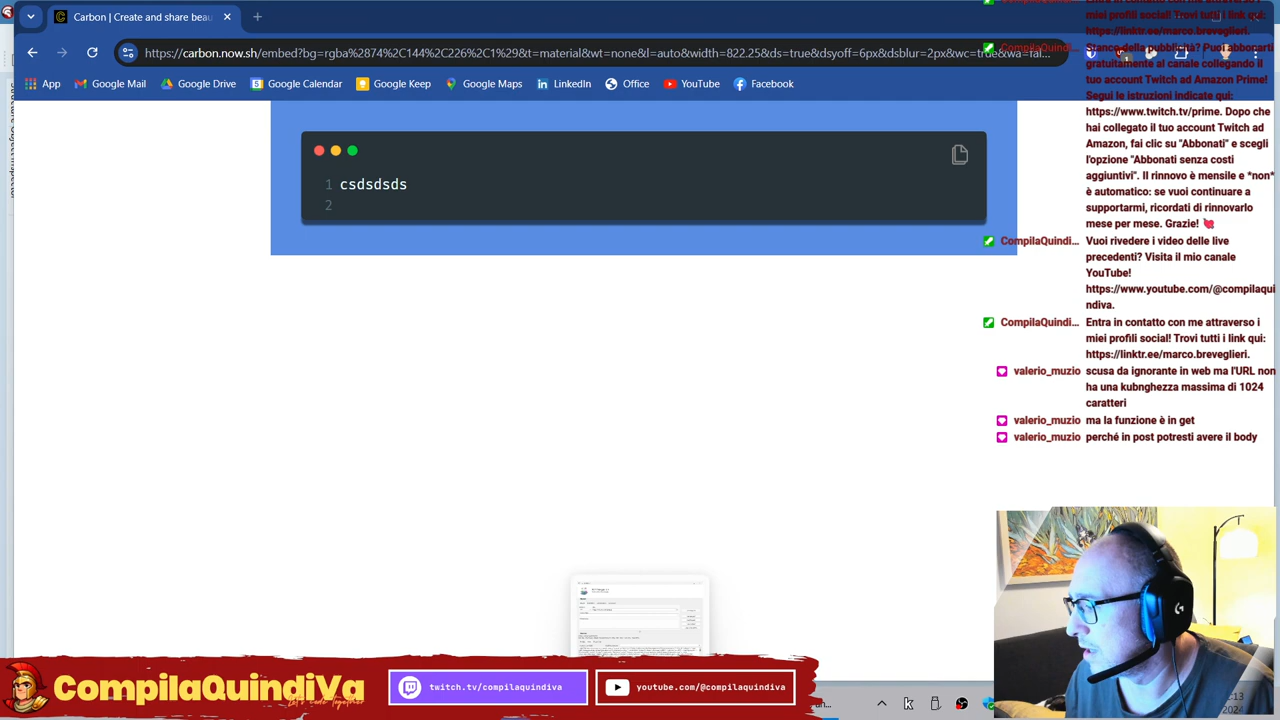 Carbon | Create and share beau
https://carbon.now.sh/embed?bg=rgba%2874%2C144%2C226%2C1%29&t=material&wt=none&l=auto&width=822.25&ds=true&dsyoff=6px&dsblur=2px&wc=true&wa=fal...
App
Google Mail
Google Drive
Google Calendar
LinkedIn
Office
YouTube
Facebook
1 csdsdsds
2
miei profili social! Trovi tutti i link qui:
https://linktr.ee/marco.breveglieri.
CompilaQuindi... Stanco della pubblicità? Puoi abbonarti
gratuitamente al canale collegando il
tuo account Twitch ad Amazon Prime!
Segui le istruzioni indicate qui:
https://www.twitch.tv/prime. Dopo che
hai collegato il tuo account Twitch ad
Amazon, fai clic su "Abbonati" e scegli
l'opzione "Abbonati senza costi
aggiuntivi". Il rinnovo è mensile e *non*
è automatico: se vuoi continuare a
supportarmi, ricordati di rinnovarlo
mese per mese. Grazie! 💘
CompilaQuindi... Vuoi rivedere i video delle live
precedenti? Visita il mio canale
YouTube!
https://www.youtube.com/@compilaqui
ndiva.
CompilaQuindi... Entra in contatto con me attraverso i
miei profili social! Trovi tutti i link qui:
https://linktr.ee/marco.breveglieri.
valerio_muzio scusa da ignorante in web ma l'URL non
ha una kubnghezza massima di 1024
caratteri
valerio_muzio ma la funzione è in get
valerio_muzio perché in post potresti avere il body
CompilaQuindiVa
Let's Code Together
twitch.tv/compilaquindiva
youtube.com/@compilaquindiva